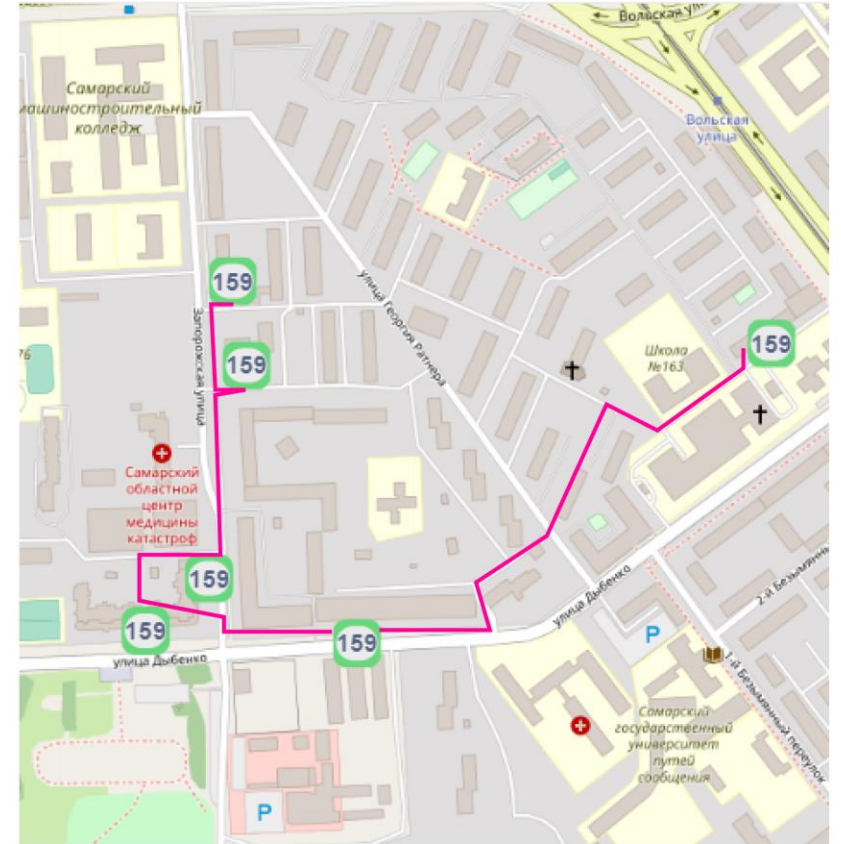 Вольская ул
Самарский
машиностроительный
колледж
Вольская
улица
159
улица Георгия Ратнера
Запорожская улица
159
159
Школа
№163
76
Самарский
областной
центр
медицины
катастроф
159
159
159
улица Дыбенко
улица Дыбенко
2-й Безымянн
P
1-й Безымянный переулок
Самарский
государственный
университет
путей
сообщения
P